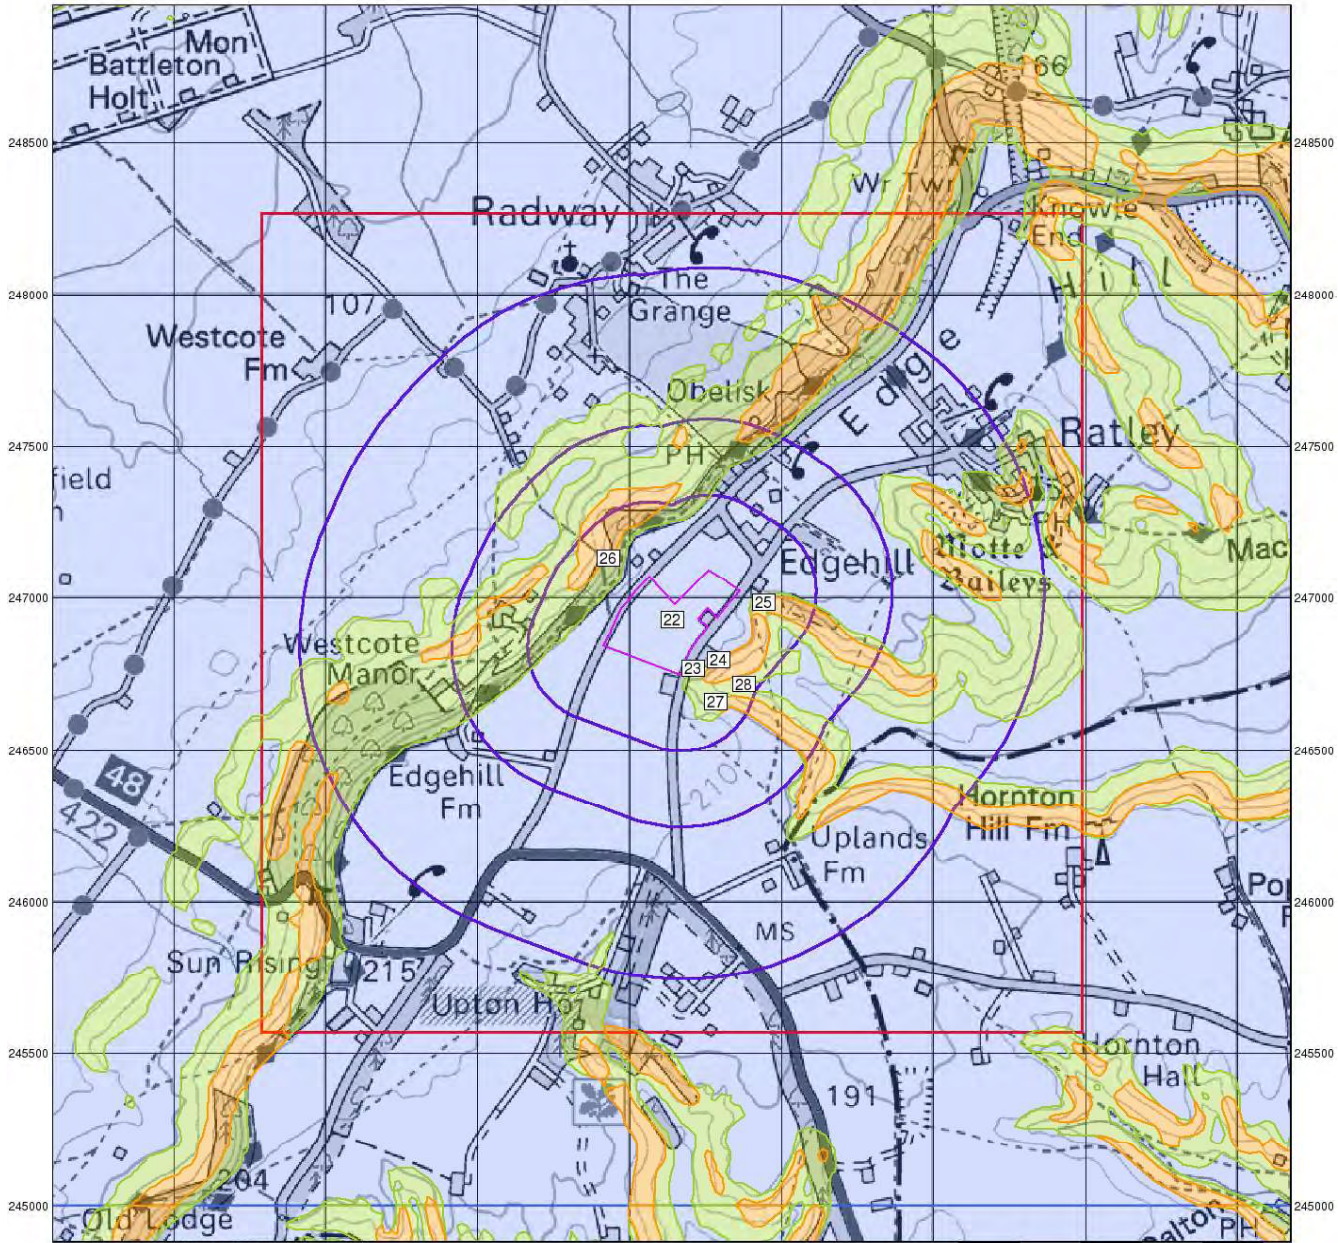 Mon
Battleton
Holt
166
248500
248500
Wr Twr
Radway
Knowle
End
Hill
248000
107
The
Grange
248000
Westcote
Fm
Edge
Obelisk
247500
PH
Ratley
247500
field
PH
26
Edgehill
Motte &
Baileys
Mac
247000
25
247000
22
Westcote
Manor
24
23
28
27
246500
246500
48
422
Edgehill
Fm
210
Hornton
Hill Fm
Uplands
Fm
246000
246000
MS
Sun Rising
215
Upton Ho
245500
Hornton
Hall
245500
191
204
245000
245000
Old Lodge
PH